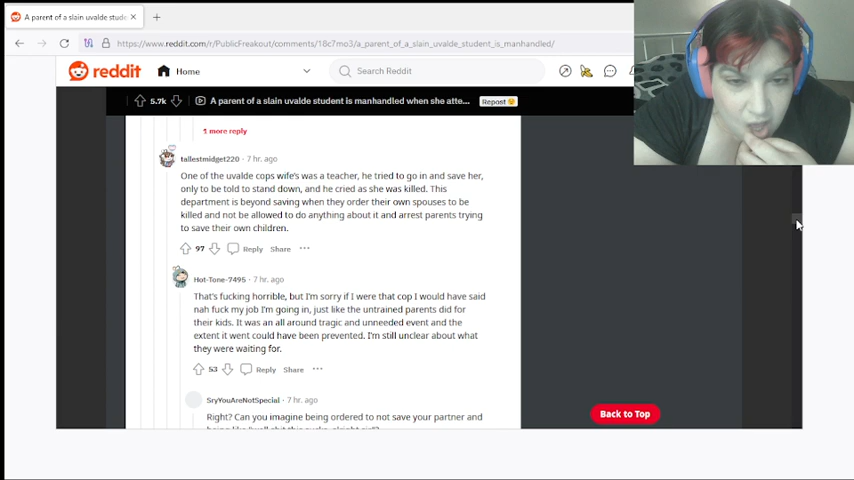 A parent of a slain uvalde stude
https://www.reddit.com/r/PublicFreakout/comments/18c7mo3/a_parent_of_a_slain_uvalde_student_is_manhandled/
reddit
Home
Search Reddit
5.7k
A parent of a slain uvalde student is manhandled when she atte...
Repost
1 more reply
tallestmidget220 · 7 hr. ago
One of the uvalde cops wife's was a teacher, he tried to go in and save her,
only to be told to stand down, and he cried as she was killed. This
department is beyond saving when they order their own spouses to be
killed and not be allowed to do anything about it and arrest parents trying
to save their own children.
97 Reply Share ...
Hot-Tone-7495 · 7 hr. ago
That's fucking horrible, but I'm sorry if I were that cop I would have said
nah fuck my job I'm going in, just like the untrained parents did for
their kids. It was an all around tragic and unneeded event and the
extent it went could have been prevented. I'm still unclear about what
they were waiting for.
53 Reply Share ...
SryYouAreNotSpecial · 7 hr. ago
Right? Can you imagine being ordered to not save your partner and
Back to Top